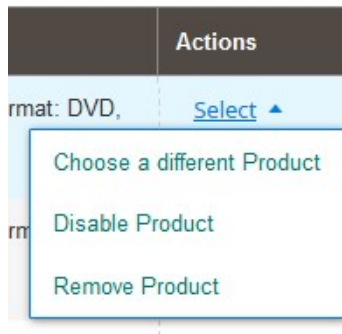 Actions
rmat: DVD,
Select
Choose a different Product
Disable Product
Remove Product